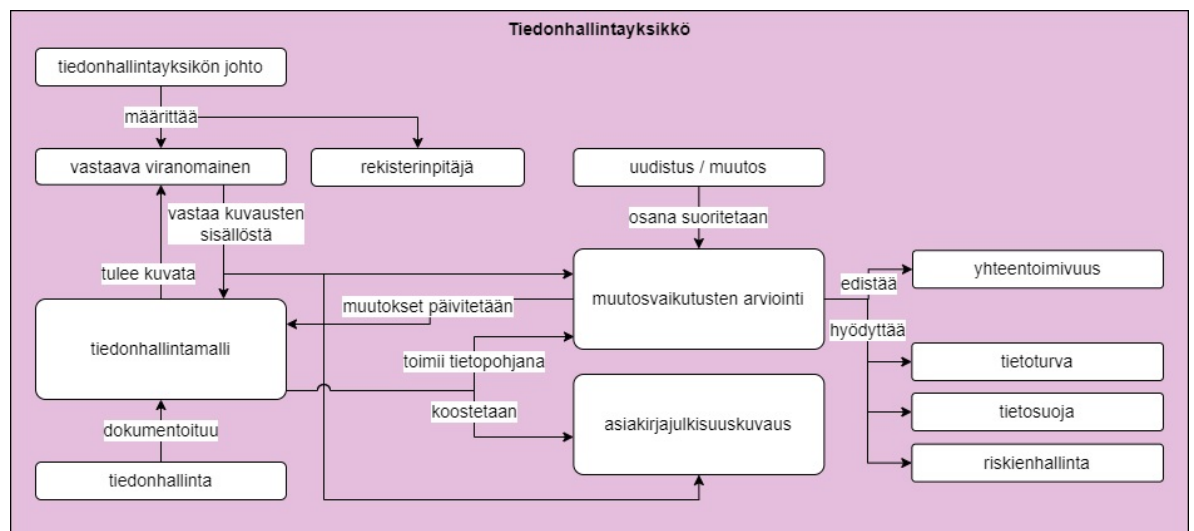 Tiedonhallintayksikkö
tiedonhallintayksikön johto
määrittää
vastaava viranomainen
rekisterinpitäjä
uudistus / muutos
vastaa kuvausten
sisällöstä
osana suoritetaan
tulee kuvata
muutosvaikutusten arviointi
edistää
yhteentoimivuus
muutokset päivitetään
hyödyttää
tiedonhallintamalli
toimii tietopohjana
tietoturva
koostetaan
asiakirjajulkisuuskuvaus
tietosuoja
dokumentoituu
riskienhallinta
tiedonhallinta